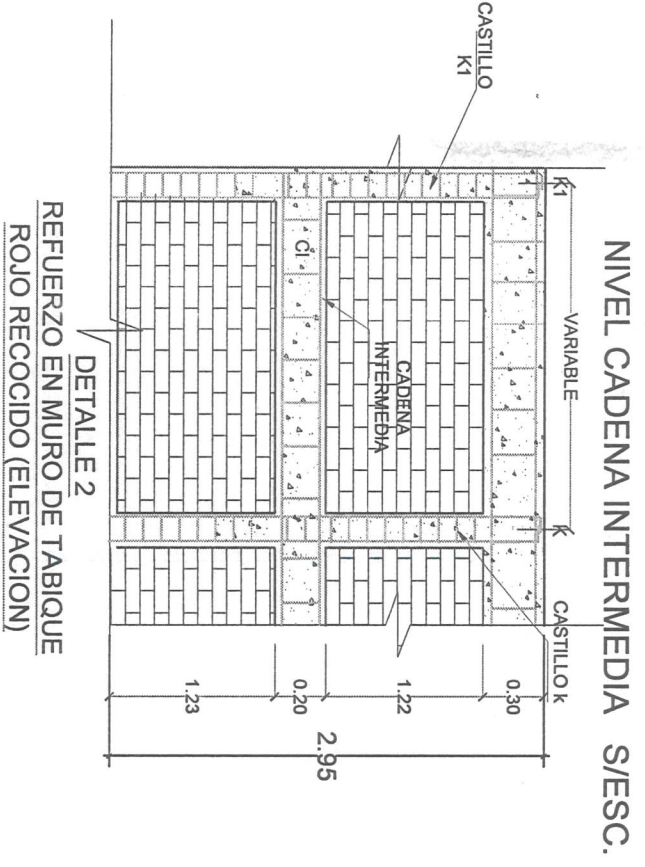 NIVEL CADENA INTERMEDIA S/ESC.
CASTILLO
K1
K1
VARIABLE
K
CASTILLO k
CADENA
INTERMEDIA
CI
0.30
1.22
0.20
1.23
2.95
DETALLE 2
REFUERZO EN MURO DE TABIQUE
ROJO RECOCIDO (ELEVACION)